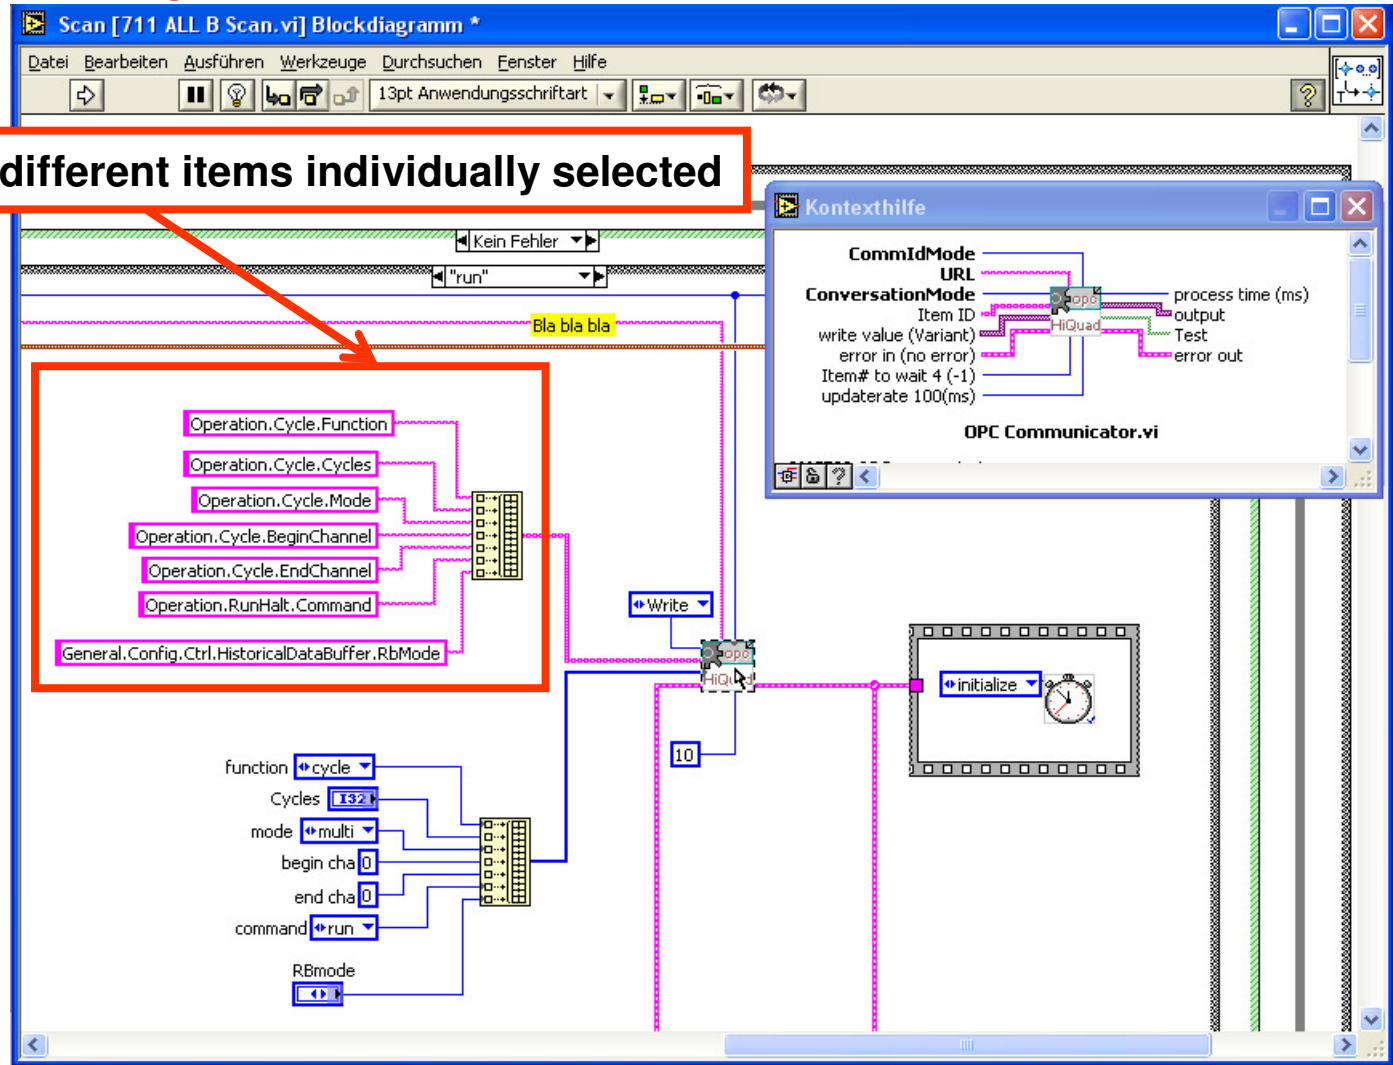 Scan [711 ALL B Scan.vi] Blockdiagramm *
Datei Bearbeiten Ausführen Werkzeuge Durchsuchen Fenster Hilfe
13pt Anwendungsschriftart
different items individually selected
Kontexthilfe
CommIdMode
URL
ConversationMode
Item ID
write value (Variant)
error in (no error)
Item# to wait 4 (-1)
updaterate 100(ms)
opc
HiQuad
process time (ms)
output
Test
error out
OPC Communicator.vi
Kein Fehler
"run"
Bla bla bla
Operation.Cycle.Function
Operation.Cycle.Cycles
Operation.Cycle.Mode
Operation.Cycle.BeginChannel
Operation.Cycle.EndChannel
Operation.RunHalt.Command
General.Config.Ctrl.HistoricalDataBuffer.RbMode
Write
opc
initialize
10
function cycle
Cycles I32
mode multi
begin cha 0
end cha 0
command run
RBmode